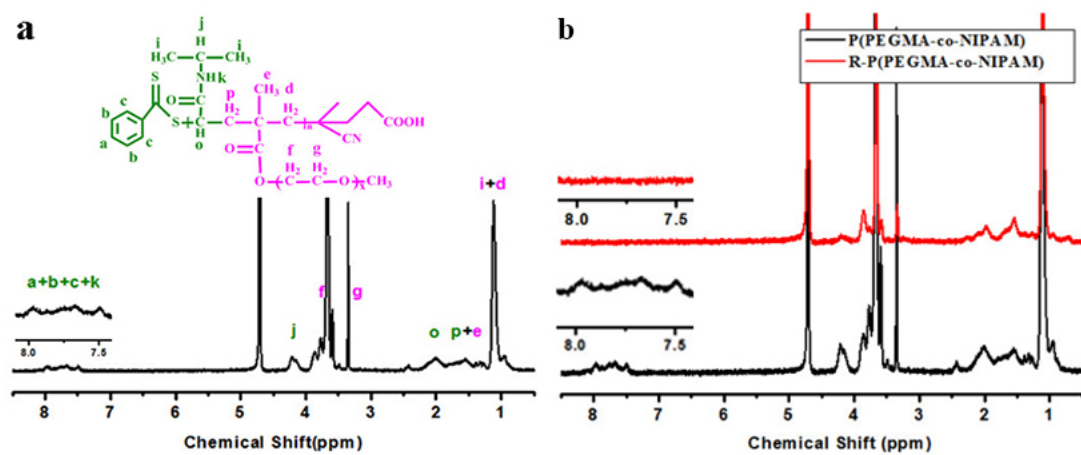 a
j
i H i
CH3 C CH3
S NHk e d
c O p CH3 H2
b C H2 C
a S C COOH
b c H n CN
o f g
O H2 H2
O C C O CH3
x
i+d
a+b+c+k
8.0 7.5
j f g o p+e
8 7 6 5 4 3 2 1
Chemical Shift(ppm)
b
P(PEGMA-co-NIPAM)
R-P(PEGMA-co-NIPAM)
8.0 7.5
8.0 7.5
8 7 6 5 4 3 2 1
Chemical Shift (ppm)